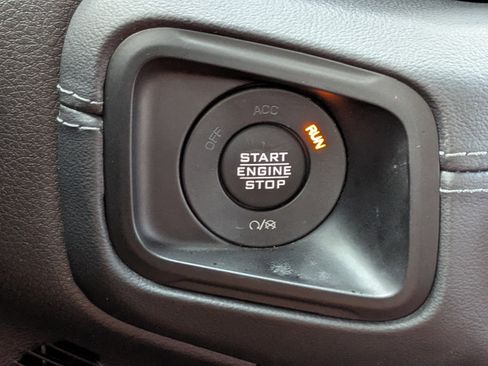 ACC
OFF
RUN
START
ENGINE
STOP